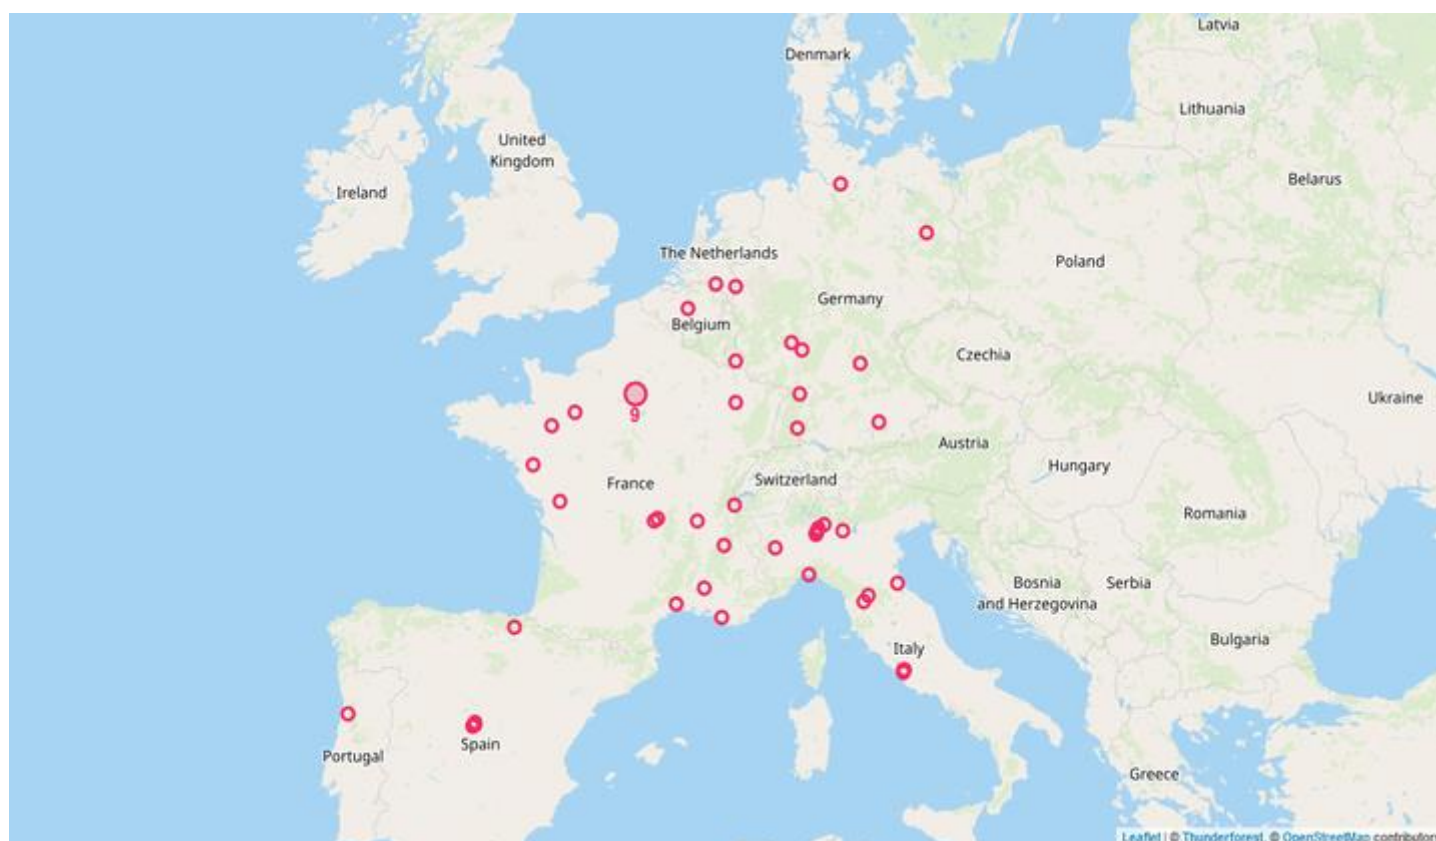 Latvia
Denmark
Lithuania
United
Kingdom
Belarus
Ireland
The Netherlands
Poland
Germany
Belgium
Czechia
Ukraine
9
Austria
Hungary
France
Switzerland
Romania
Bosnia
and Herzegovina
Serbia
Bulgaria
Italy
Spain
Portugal
Greece
Leaflet | © Thunderforest, © OpenStreetMap contributors